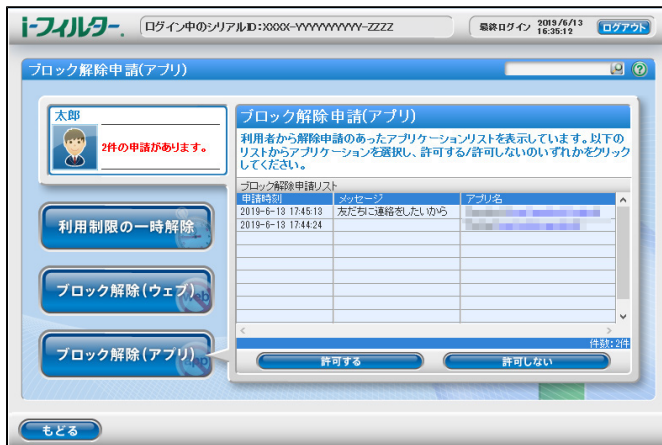 i-フィルター.
ログイン中のシリアルID:XXXX-YYYYYYYYYY-ZZZZ
最終ログイン 2019/6/13 16:35:12
ログアウト
ブロック解除申請(アプリ)
太郎
2件の申請があります。
利用制限の一時解除
ブロック解除(ウェブ)
ブロック解除(アプリ)
ブロック解除申請(アプリ)
利用者から解除申請のあったアプリケーションリストを表示しています。以下の
リストからアプリケーションを選択し、許可する/許可しないのいずれかをクリック
してください。
ブロック解除申請リスト
申請時刻 メッセージ アプリ名
2019-6-13 17:45:13 友だちに連絡をしたいから
2019-6-13 17:44:24
件数:2件
許可する 許可しない
もどる